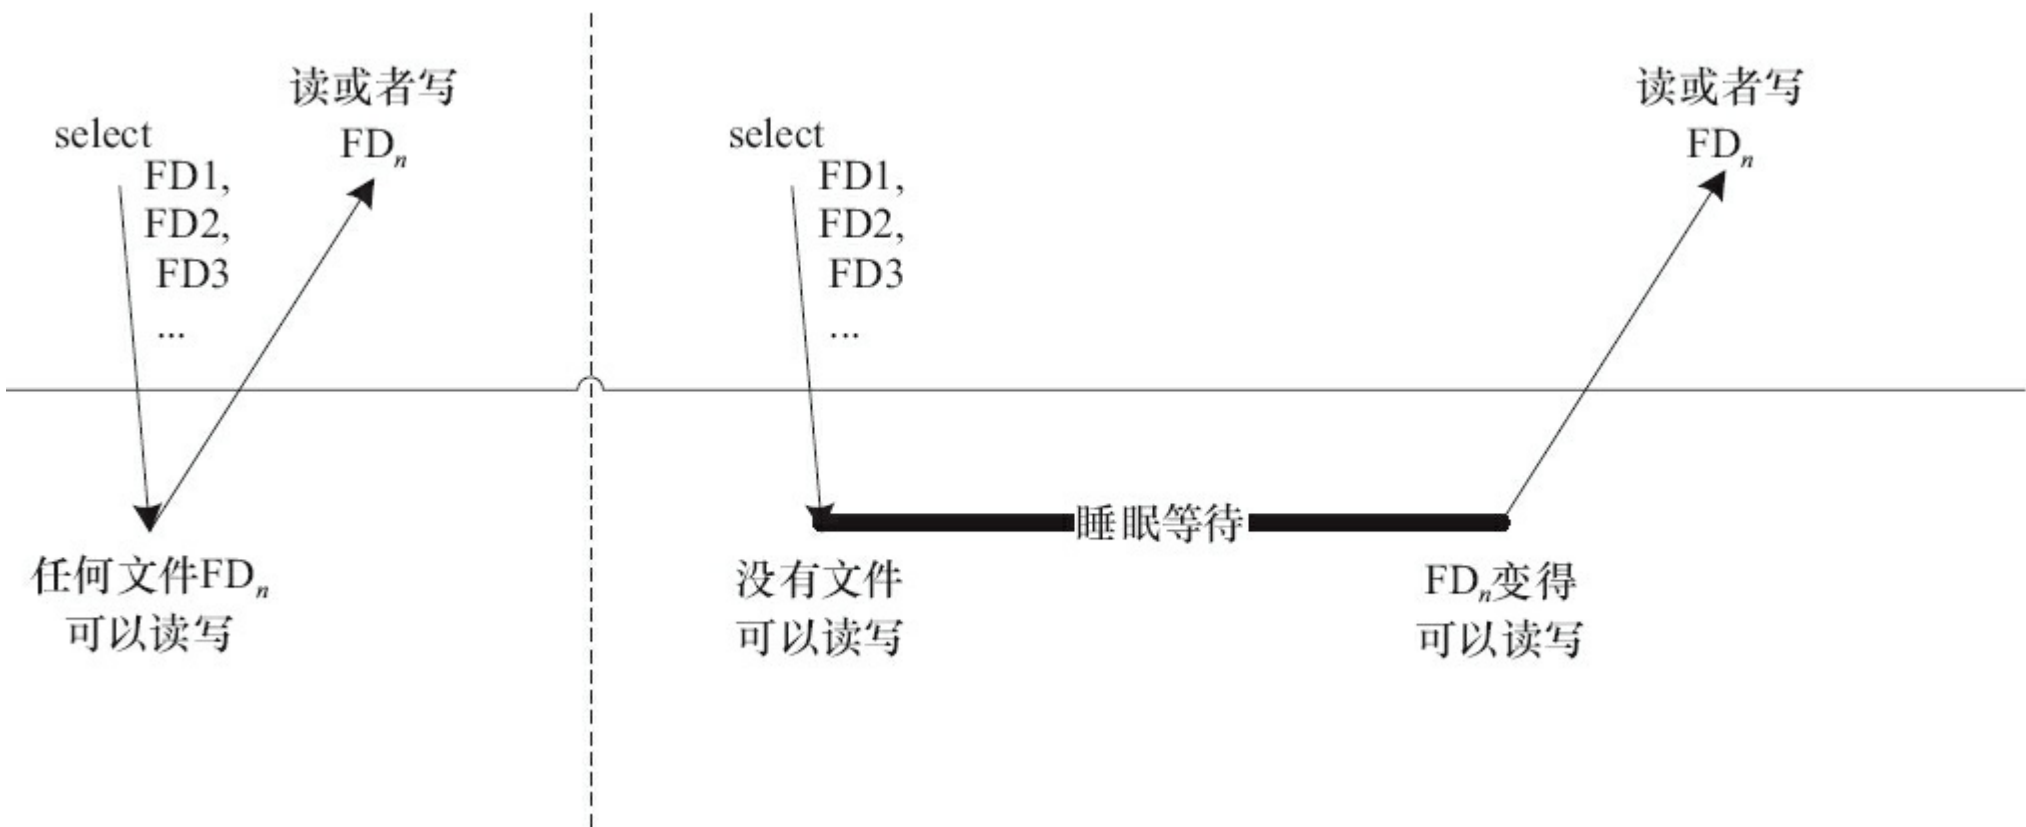 读或者写
FDn
select
FD1,
FD2,
FD3
...
任何文件FDn
可以读写
select
FD1,
FD2,
FD3
...
读或者写
FDn
睡眠等待
没有文件
可以读写
FDn变得
可以读写